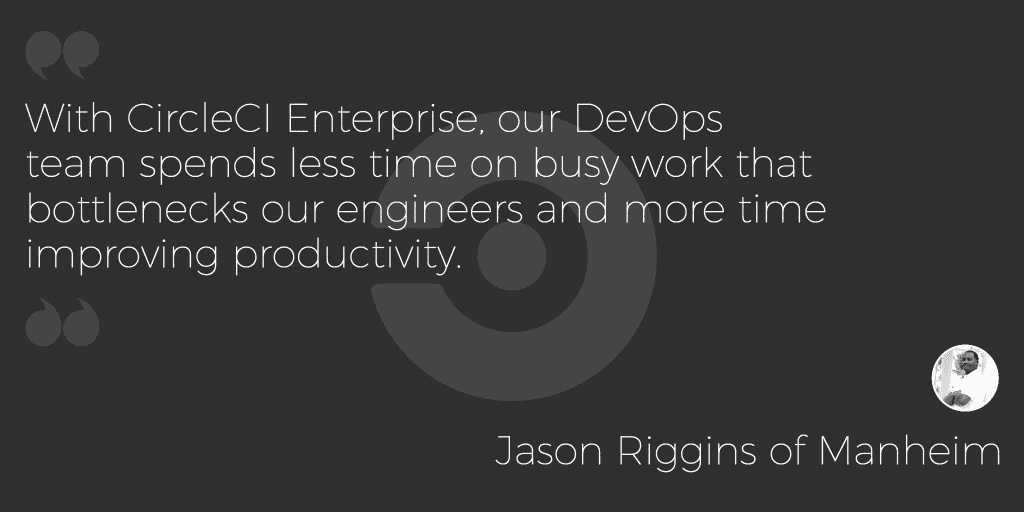 With CircleCI Enterprise, our DevOps
team spends less time on busy work that
bottlenecks our engineers and more time
improving productivity.
Jason Riggins of Manheim